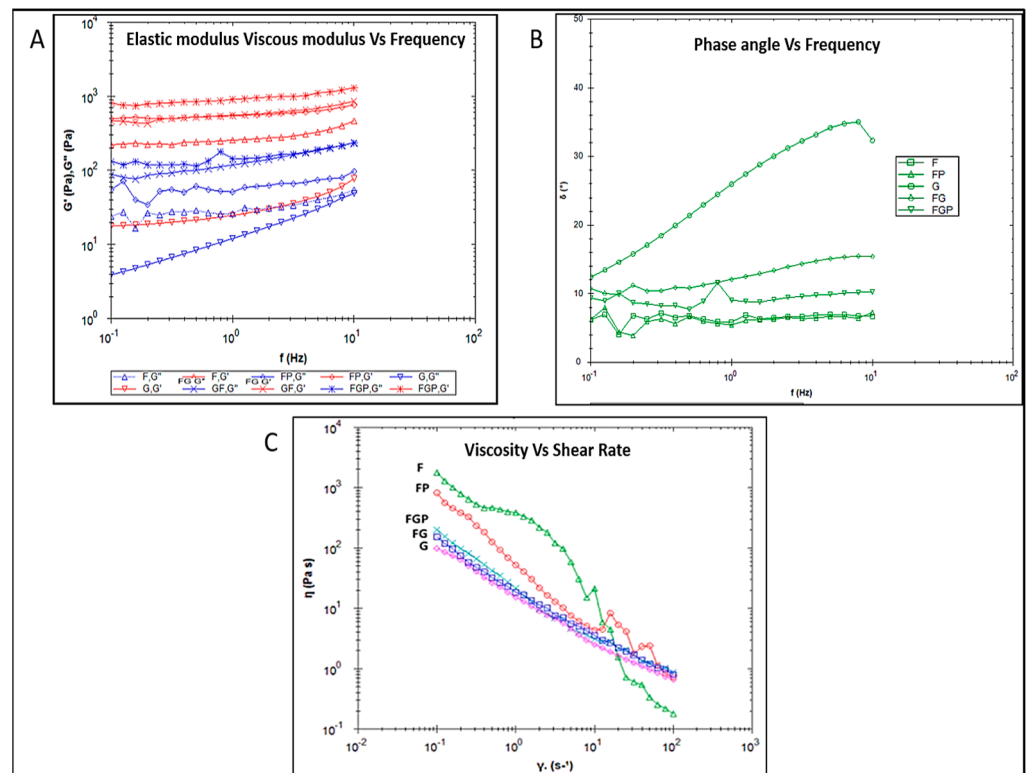 A
Elastic modulus Viscous modulus Vs Frequency
10^4
10^3
10^2
10^1
10^0
G' (Pa),G'' (Pa)
10^-1
10^0
10^1
10^2
f (Hz)
F,G" F,G' FP,G" FP,G' G,G"
FG,G" FG,G'
G,G' GF,G" GF,G' FGP,G" FGP,G'
B
Phase angle Vs Frequency
50
40
30
20
10
0
δ (°)
F
FP
G
FG
FGP
10^-1
10^0
10^1
10^2
f (Hz)
C
Viscosity Vs Shear Rate
10^4
10^3
10^2
10^1
10^0
10^-1
η (Pa s)
F
FP
FGP
FG
G
10^-2
10^-1
10^0
10^1
10^2
10^3
γ. (s-')